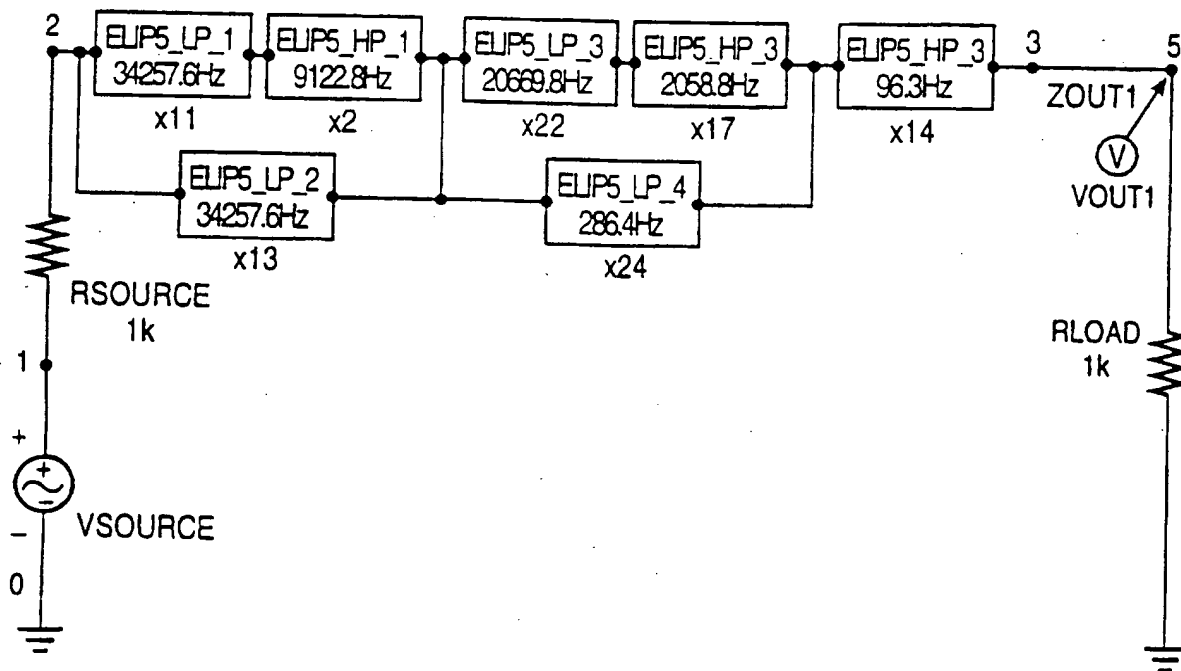 2
ELIP5_LP_1
34257.6Hz
x11
ELIP5_HP_1
9122.8Hz
x2
ELIP5_LP_3
20669.8Hz
x22
ELIP5_HP_3
2058.8Hz
x17
ELIP5_HP_3
96.3Hz
x14
3
5
ZOUT1
V
VOUT1
ELIP5_LP_2
34257.6Hz
x13
ELIP5_LP_4
286.4Hz
x24
RSOURCE
1k
RLOAD
1k
1
+
+
−
VSOURCE
−
0